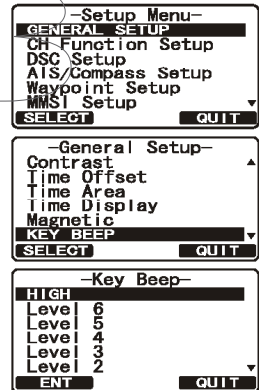 –Setup Menu–
GENERAL SETUP
CH Function Setup
DSC Setup
AIS/Compass Setup
Waypoint Setup
MMSI Setup
SELECT QUIT
–General Setup–
Contrast
Time Offset
Time Area
Time Display
Magnetic
KEY BEEP
SELECT QUIT
–Key Beep–
HIGH
Level 6
Level 5
Level 4
Level 3
Level 2
ENT QUIT